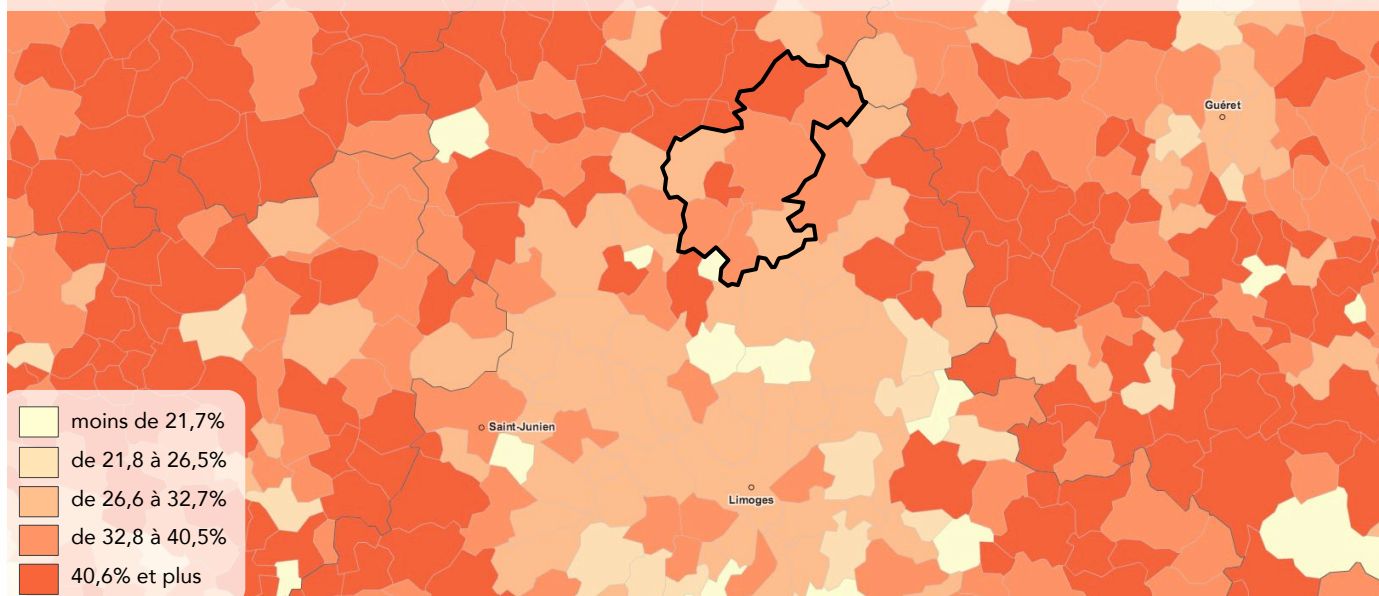 Guéret
Saint-Junien
Limoges
moins de 21,7%
de 21,8 à 26,5%
de 26,6 à 32,7%
de 32,8 à 40,5%
40,6% et plus